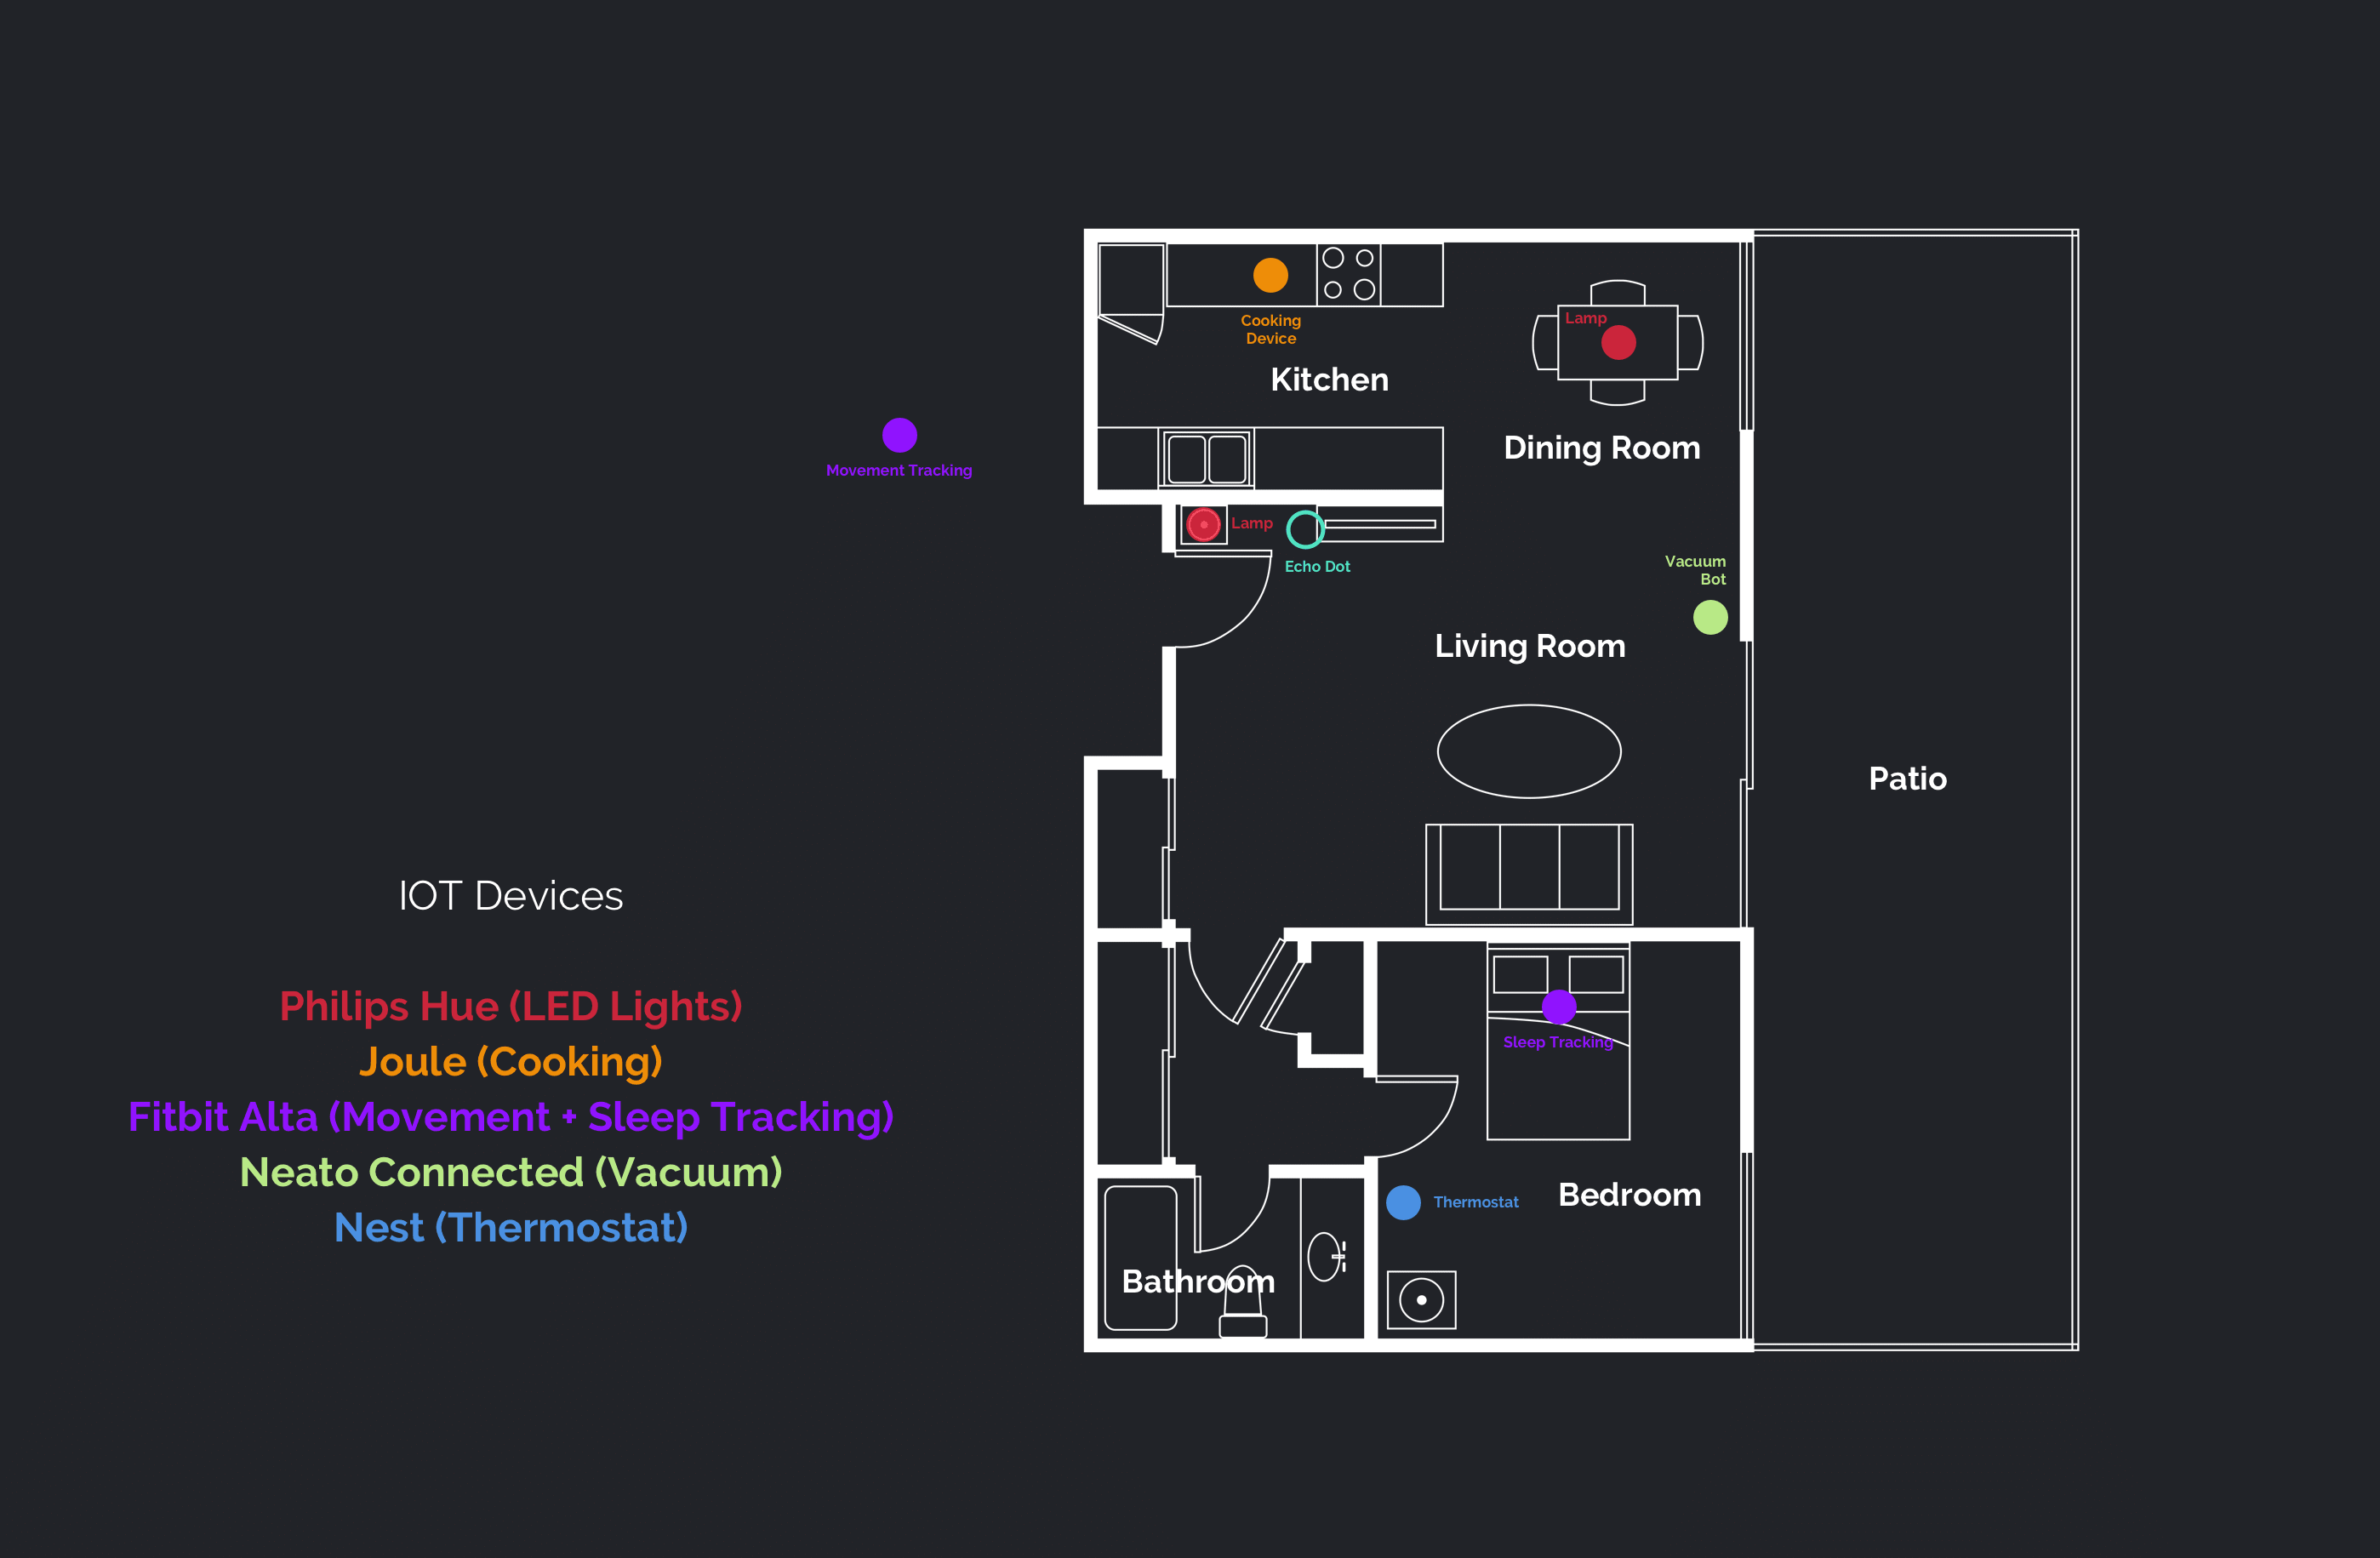 Cooking
Device
Lamp
Kitchen
Dining Room
Movement Tracking
Lamp
Echo Dot
Vacuum
Bot
Living Room
Patio
IOT Devices
Philips Hue (LED Lights)
Joule (Cooking)
Fitbit Alta (Movement + Sleep Tracking)
Neato Connected (Vacuum)
Nest (Thermostat)
Sleep Tracking
Thermostat
Bedroom
Bathroom